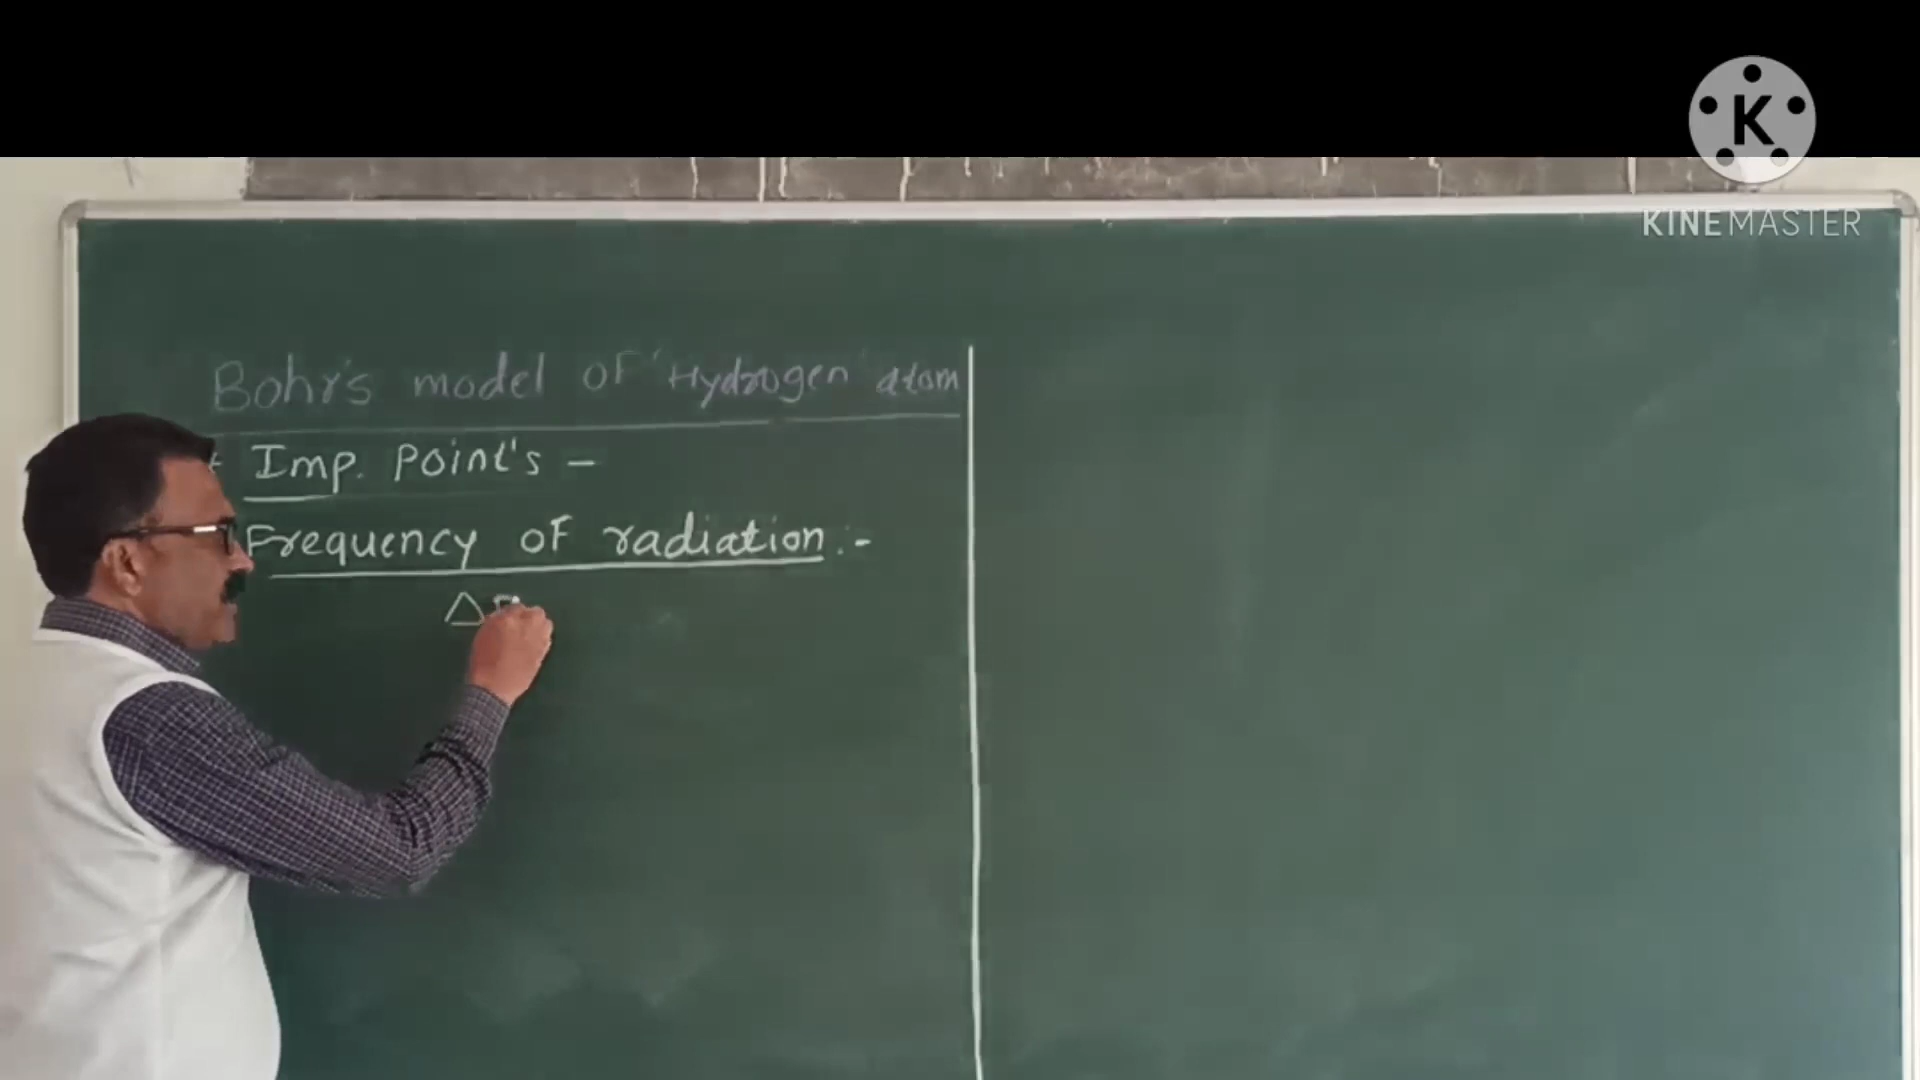 K
KINEMASTER
Bohr's model of 'Hydrogen' atom
Imp. Point's –
Frequency of radiation :-
Δ